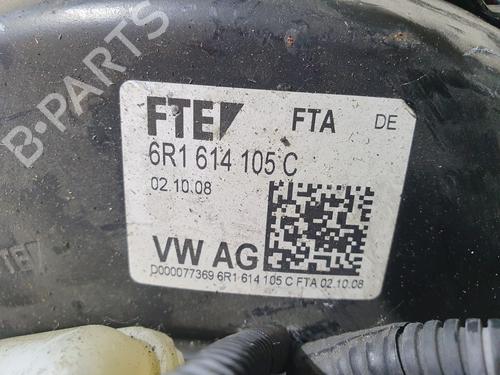 B-PARTS
FTE FTA DE
6R1 614 105 C
02.10.08
VW AG
D000077369 6R1 614 105 C FTA 02.10.08
FTE